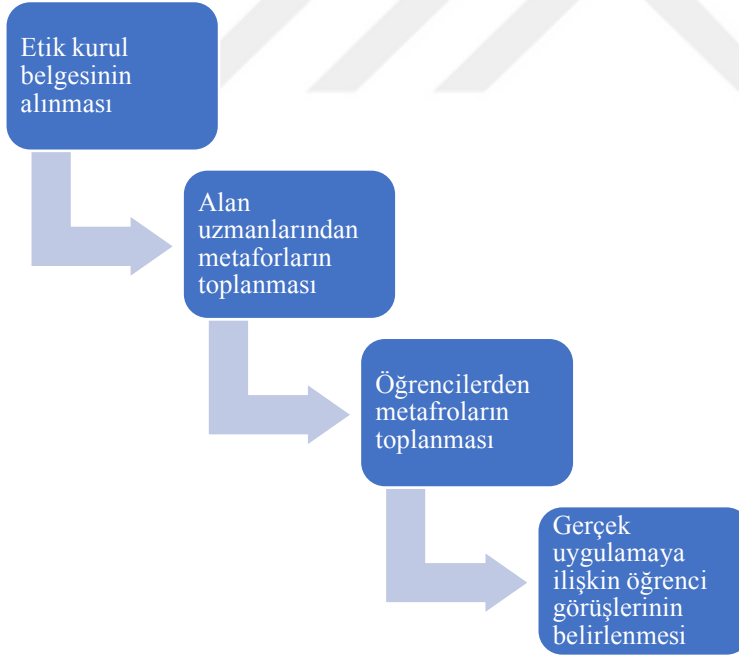 Etik kurul
belgesinin
alınması
Alan
uzmanlarından
metaforların
toplanması
Öğrencilerden
metafroların
toplanması
Gerçek
uygulamaya
ilişkin öğrenci
görüşlerinin
belirlenmesi